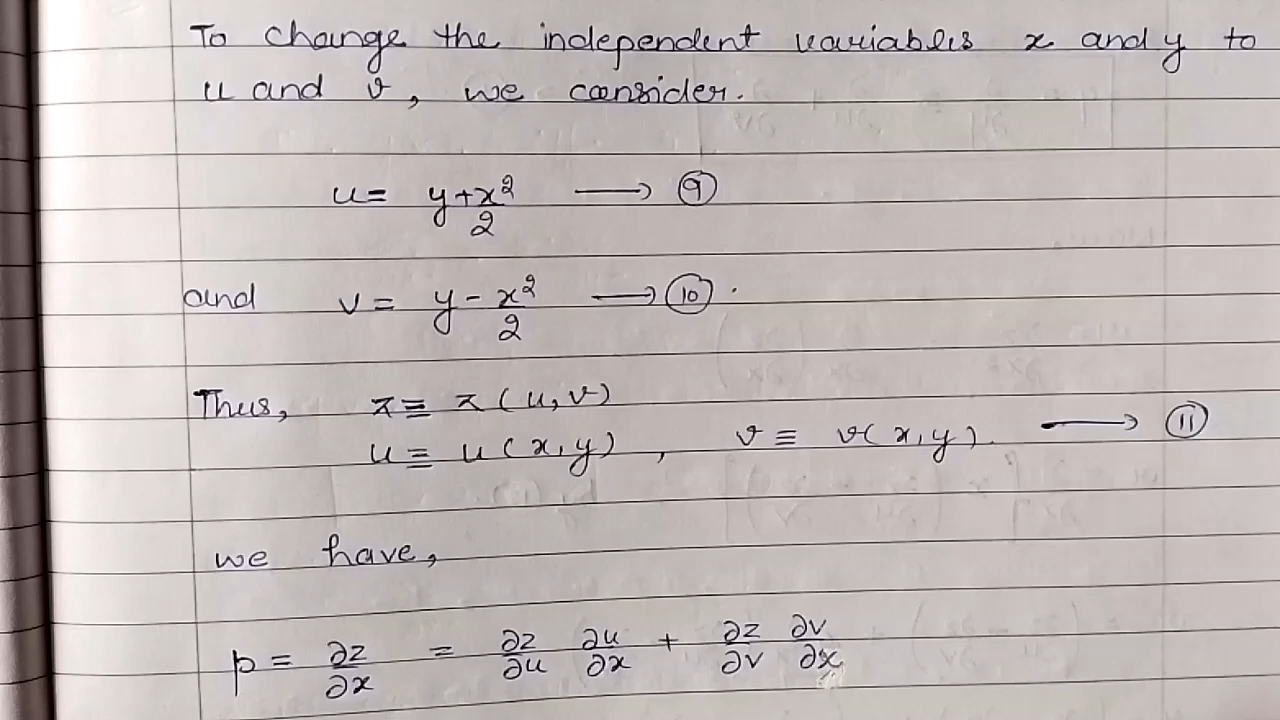 To change the independent variables x and y to
u and v, we consider.
u = y + x²/2 ⟶ ⑨
and v = y - x²/2 ⟶ ⑩.
Thus, z ≡ z (u, v)
u ≡ u (x, y), v ≡ v(x, y). ⟶ ⑪
we have,
p = ∂z/∂x = ∂z/∂u ∂u/∂x + ∂z/∂v ∂v/∂x